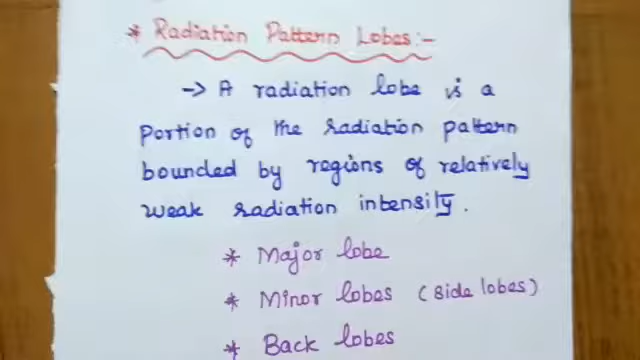 * Radiation Pattern Lobes:-
-> A radiation lobe is a
portion of the radiation pattern
bounded by regions of relatively
weak radiation intensity.
* Major lobe
* Minor lobes (side lobes)
* Back lobes